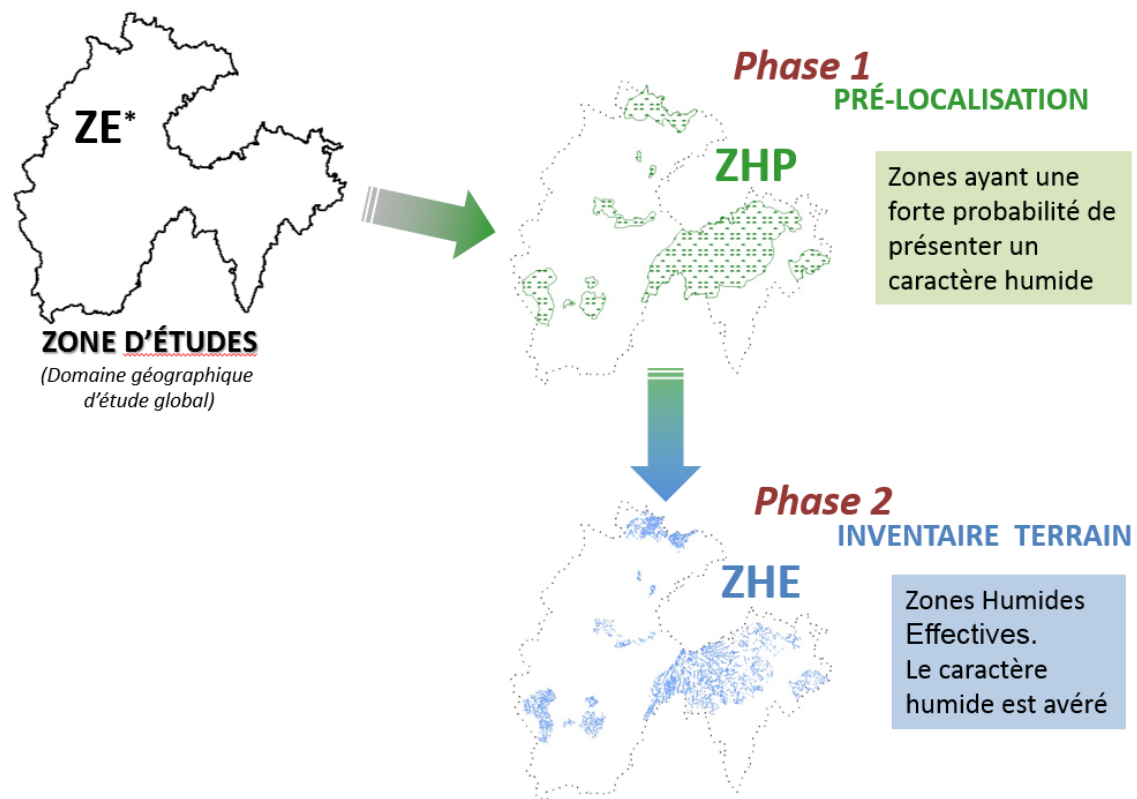 ZE*
ZONE D'ÉTUDES
(Domaine géographique
d'étude global)
Phase 1
PRÉ-LOCALISATION
ZHP
Zones ayant une
forte probabilité de
présenter un
caractère humide
Phase 2
INVENTAIRE TERRAIN
ZHE
Zones Humides
Effectives.
Le caractère
humide est avéré